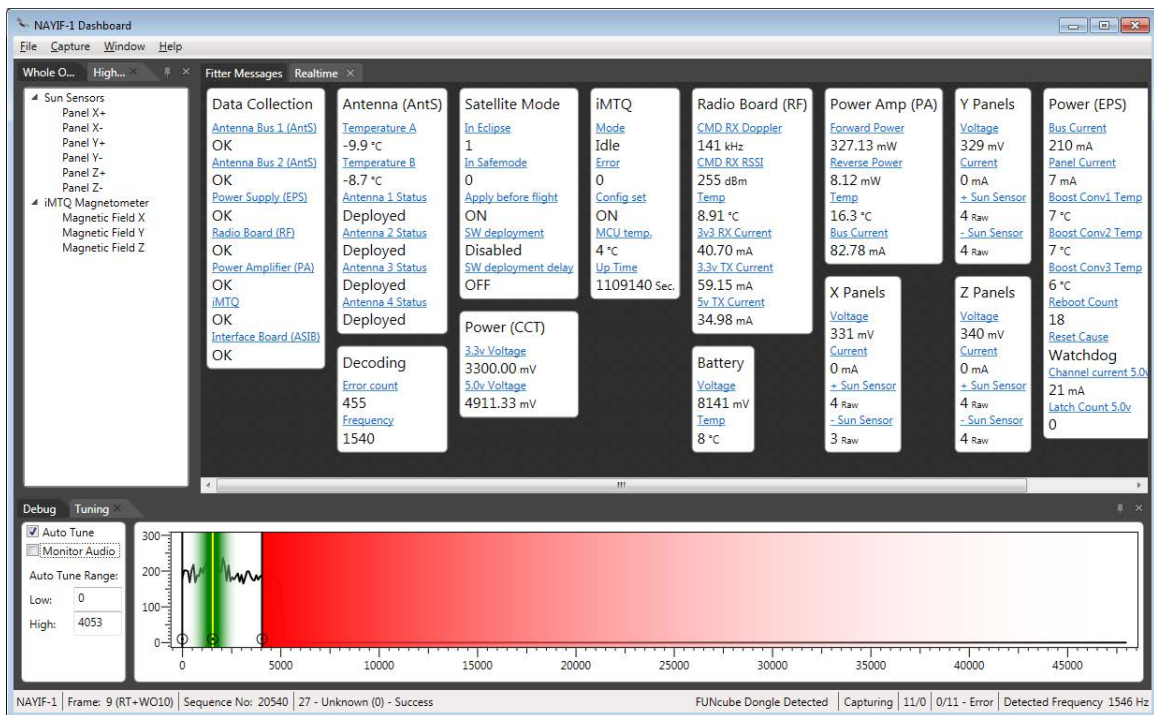 NAYIF-1 Dashboard
File Capture Window Help
Whole O... High...
Fitter Messages Realtime
Sun Sensors
Panel X+
Panel X-
Panel Y+
Panel Y-
Panel Z+
Panel Z-
iMTQ Magnetometer
Magnetic Field X
Magnetic Field Y
Magnetic Field Z
Data Collection
Antenna Bus 1 (AntS)
OK
Antenna Bus 2 (AntS)
OK
Power Supply (EPS)
OK
Radio Board (RF)
OK
Power Amplifier (PA)
OK
iMTQ
OK
Interface Board (ASIB)
OK
Antenna (AntS)
Temperature A
-9.9 °C
Temperature B
-8.7 °C
Antenna 1 Status
Deployed
Antenna 2 Status
Deployed
Antenna 3 Status
Deployed
Antenna 4 Status
Deployed
Decoding
Error count
455
Frequency
1540
Satellite Mode
In Eclipse
1
In Safemode
0
Apply before flight
ON
SW deployment
Disabled
SW deployment delay
OFF
Power (CCT)
3.3v Voltage
3300.00 mV
5.0v Voltage
4911.33 mV
iMTQ
Mode
Idle
Error
0
Config set
ON
MCU temp.
4 °C
Up Time
1109140 Sec.
Radio Board (RF)
CMD RX Doppler
141 kHz
CMD RX RSSI
255 dBm
Temp
8.91 °C
3v3 RX Current
40.70 mA
3.3v TX Current
59.15 mA
5v TX Current
34.98 mA
Battery
Voltage
8141 mV
Temp
8 °C
Power Amp (PA)
Forward Power
327.13 mW
Reverse Power
8.12 mW
Temp
16.3 °C
Bus Current
82.78 mA
X Panels
Voltage
331 mV
Current
0 mA
+ Sun Sensor
4 Raw
- Sun Sensor
3 Raw
Y Panels
Voltage
329 mV
Current
0 mA
+ Sun Sensor
4 Raw
- Sun Sensor
4 Raw
Z Panels
Voltage
340 mV
Current
0 mA
+ Sun Sensor
4 Raw
- Sun Sensor
4 Raw
Power (EPS)
Bus Current
210 mA
Panel Current
7 mA
Boost Conv1 Temp
7 °C
Boost Conv2 Temp
7 °C
Boost Conv3 Temp
6 °C
Reboot Count
18
Reset Cause
Watchdog
Channel current 5.0v
21 mA
Latch Count 5.0v
0
Debug Tuning
Auto Tune
Monitor Audio
Auto Tune Range:
Low: 0
High: 4053
300
200
100
0
0 5000 10000 15000 20000 25000 30000 35000 40000 45000
NAYIF-1 Frame: 9 (RT+WO10) Sequence No: 20540 27 - Unknown (0) - Success FUNcube Dongle Detected Capturing 11/0 0/11 - Error Detected Frequency 1546 Hz